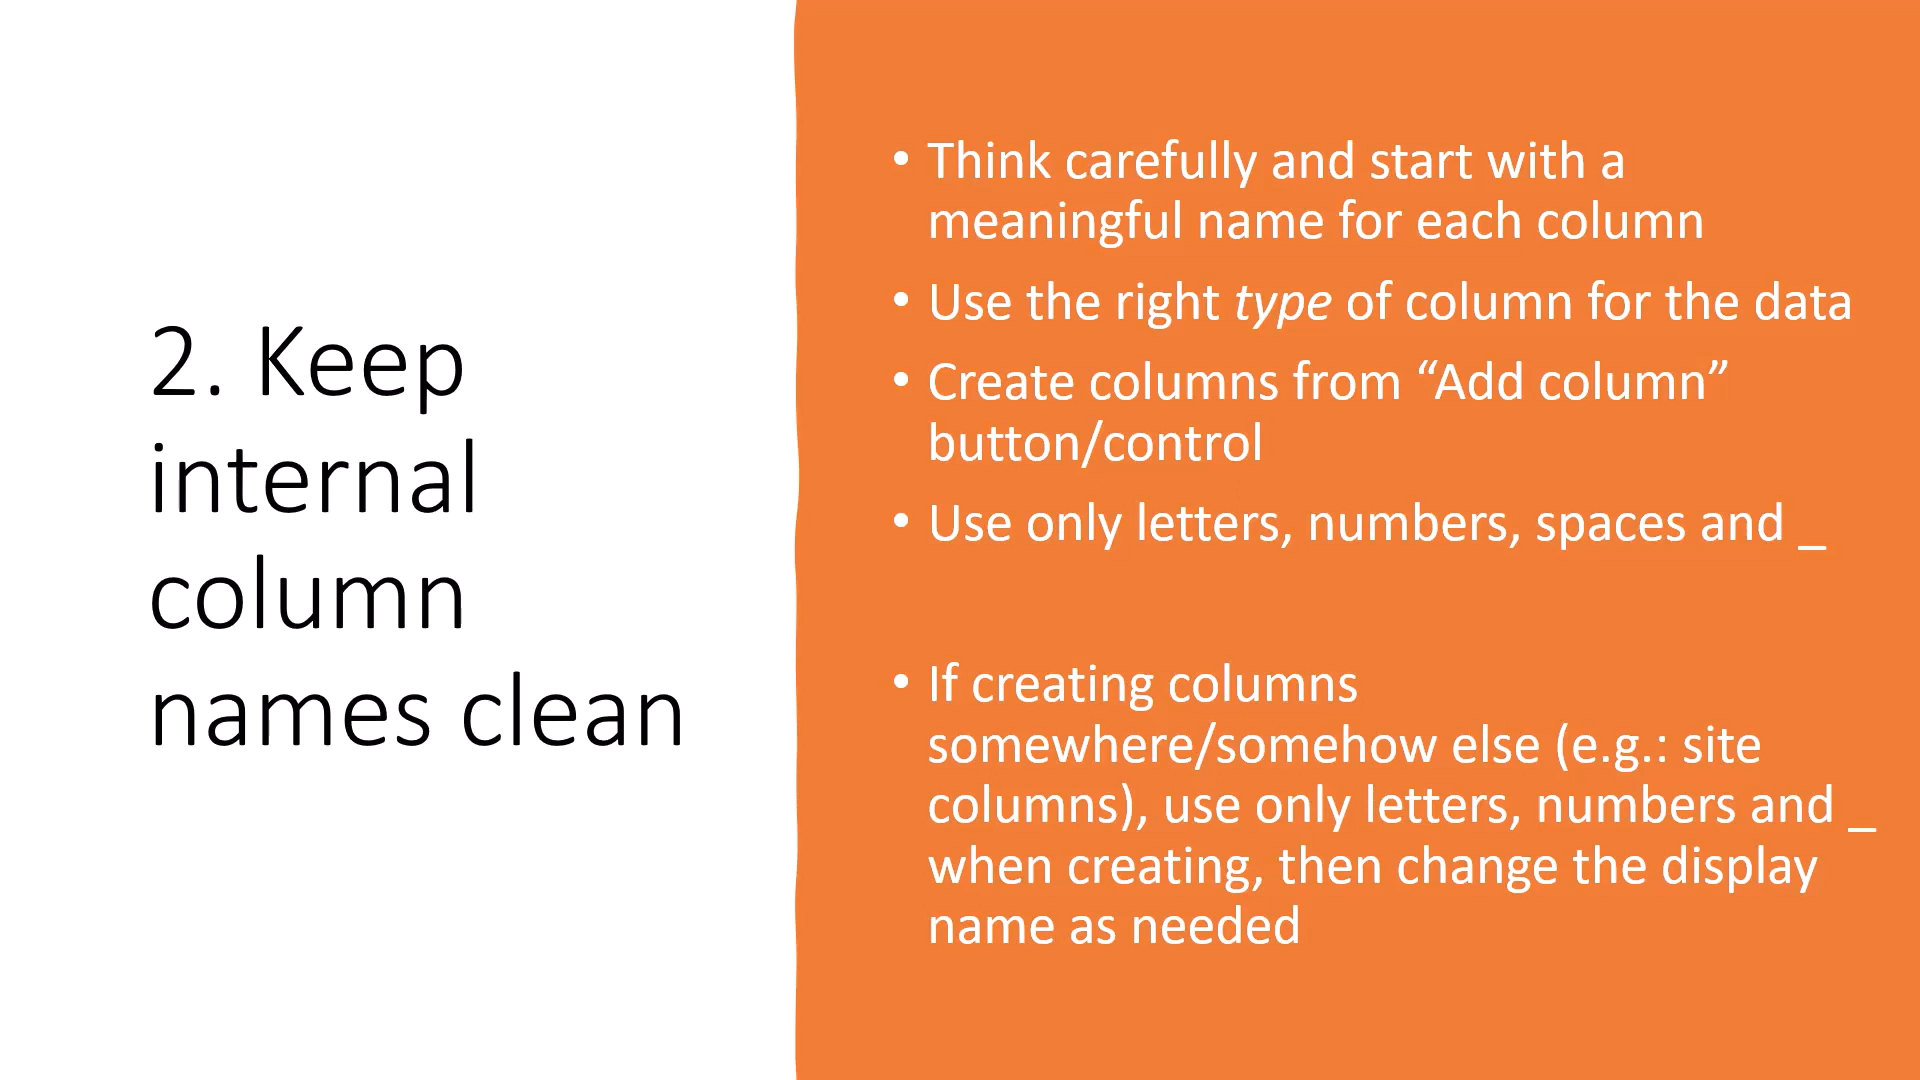 2. Keep
internal
column
names clean
• Think carefully and start with a
meaningful name for each column
• Use the right type of column for the data
• Create columns from “Add column”
button/control
• Use only letters, numbers, spaces and _
• If creating columns
somewhere/somehow else (e.g.: site
columns), use only letters, numbers and _
when creating, then change the display
name as needed